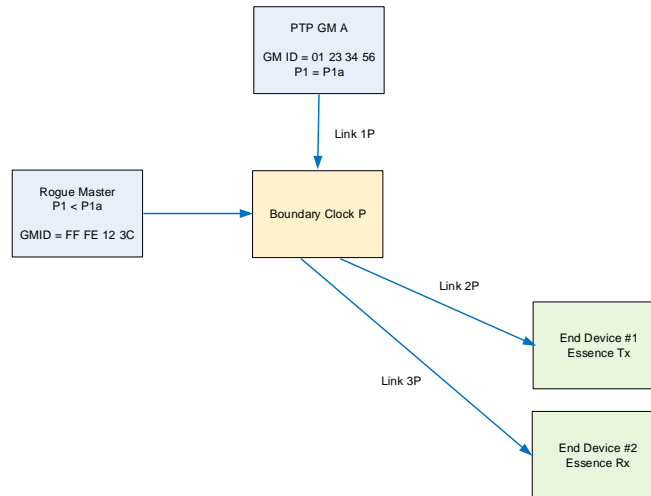 PTP GM A
GM ID = 01 23 34 56
P1 = P1a
Link 1P
Rogue Master
P1 < P1a
GMID = FF FE 12 3C
Boundary Clock P
Link 2P
End Device #1
Essence Tx
Link 3P
End Device #2
Essence Rx